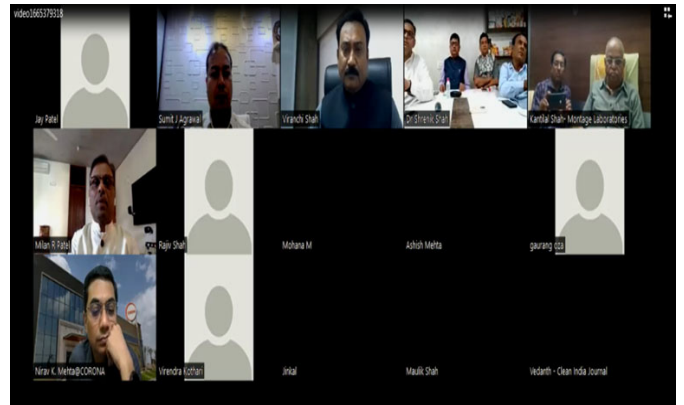 video1665379318
Jay Patel
Sumit J Agrawal
Viranchi Shah
Dr Shrenik Shah
Kantilal Shah- Montage Laboratories
Milan R Patel
Rajiv Shah
Mohana M
Ashish Mehta
gaurang oza
Nirav K. Mehta@CORONA
Virendra Kothari
Jinkal
Maulik Shah
Vedanth - Clean India Journal